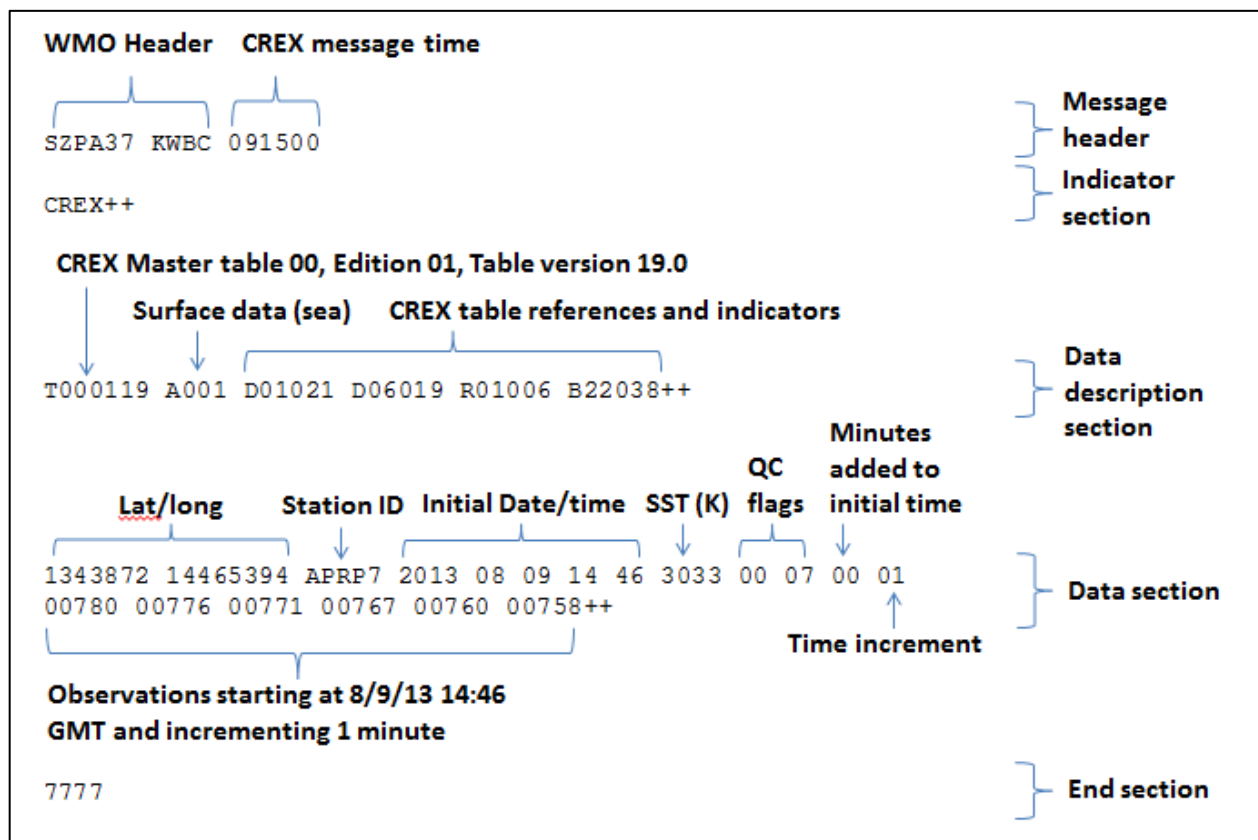 WMO Header CREX message time
SZPA37 KWBC 091500
Message
header
CREX++
Indicator
section
CREX Master table 00, Edition 01, Table version 19.0
Surface data (sea) CREX table references and indicators
T000119 A001 D01021 D06019 R01006 B22038++
Data
description
section
Lat/long Station ID Initial Date/time SST (K)
QC
flags
Minutes
added to
initial time
1343872 14465394 APRP7 2013 08 09 14 46 3033 00 07 00 01
00780 00776 00771 00767 00760 00758++
Data section
Time increment
Observations starting at 8/9/13 14:46
GMT and incrementing 1 minute
7777
End section